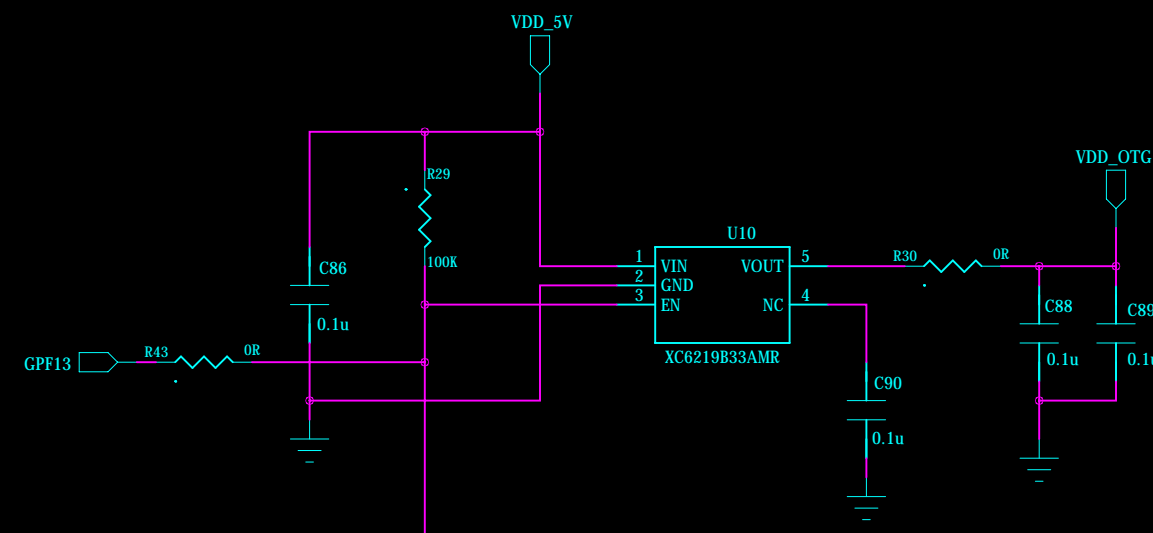 VDD_5V
VDD_OTG
R29
100K
C86
0.1u
GPF13
R43
0R
U10
1
VIN
VOUT
5
2
GND
3
EN
NC
4
XC6219B33AMR
R30
0R
C88
0.1u
C89
0.1u
C90
0.1u